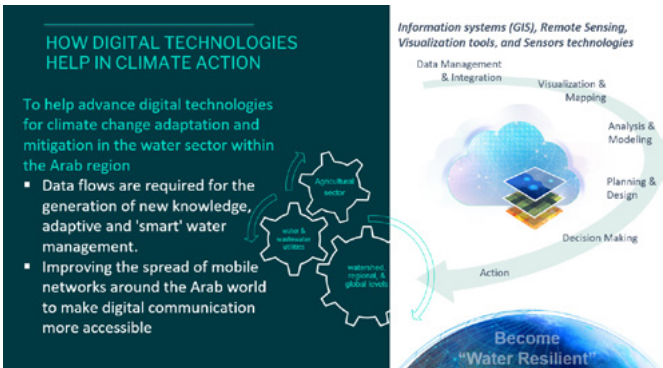 HOW DIGITAL TECHNOLOGIES
HELP IN CLIMATE ACTION
To help advance digital technologies
for climate change adaptation and
mitigation in the water sector within
the Arab region
▪ Data flows are required for the
generation of new knowledge,
adaptive and 'smart' water
management.
▪ Improving the spread of mobile
networks around the Arab world
to make digital communication
more accessible
Agricultural
sector
water &
wastewater
utilities
watershed,
regional, &
global levels
Information systems (GIS), Remote Sensing,
Visualization tools, and Sensors technologies
Data Management
& Integration
Visualization &
Mapping
Analysis &
Modeling
Planning &
Design
Decision Making
Action
Become
"Water Resilient"